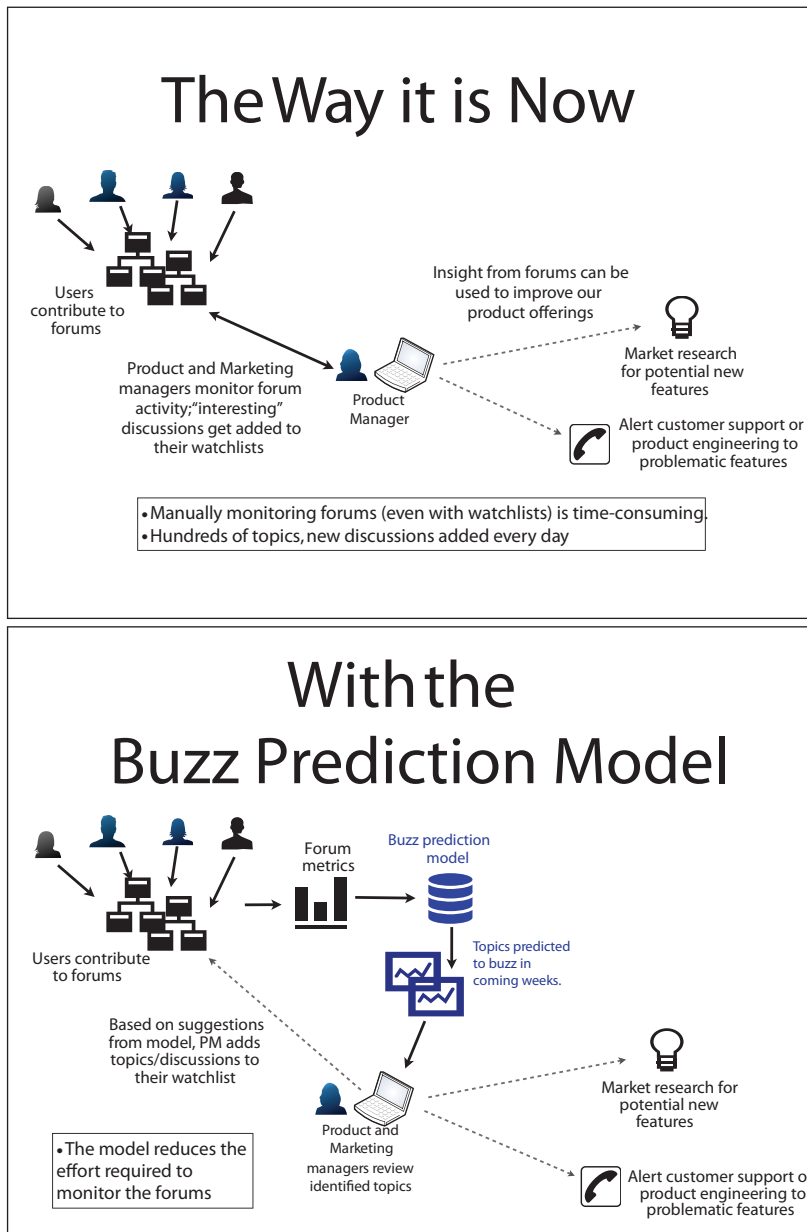 The Way it is Now
Users
contribute to
forums
Product and Marketing
managers monitor forum
activity;“interesting”
discussions get added to
their watchlists
Product
Manager
Insight from forums can be
used to improve our
product offerings
Market research
for potential new
features
Alert customer support or
product engineering to
problematic features
• Manually monitoring forums (even with watchlists) is time-consuming.
• Hundreds of topics, new discussions added every day
With the
Buzz Prediction Model
Users contribute
to forums
Forum
metrics
Buzz prediction
model
Topics predicted
to buzz in
coming weeks.
Based on suggestions
from model, PM adds
topics/discussions to
their watchlist
Product and
Marketing
managers review
identified topics
Market research for
potential new
features
Alert customer support o
product engineering to
problematic features
• The model reduces the
effort required to
monitor the forums